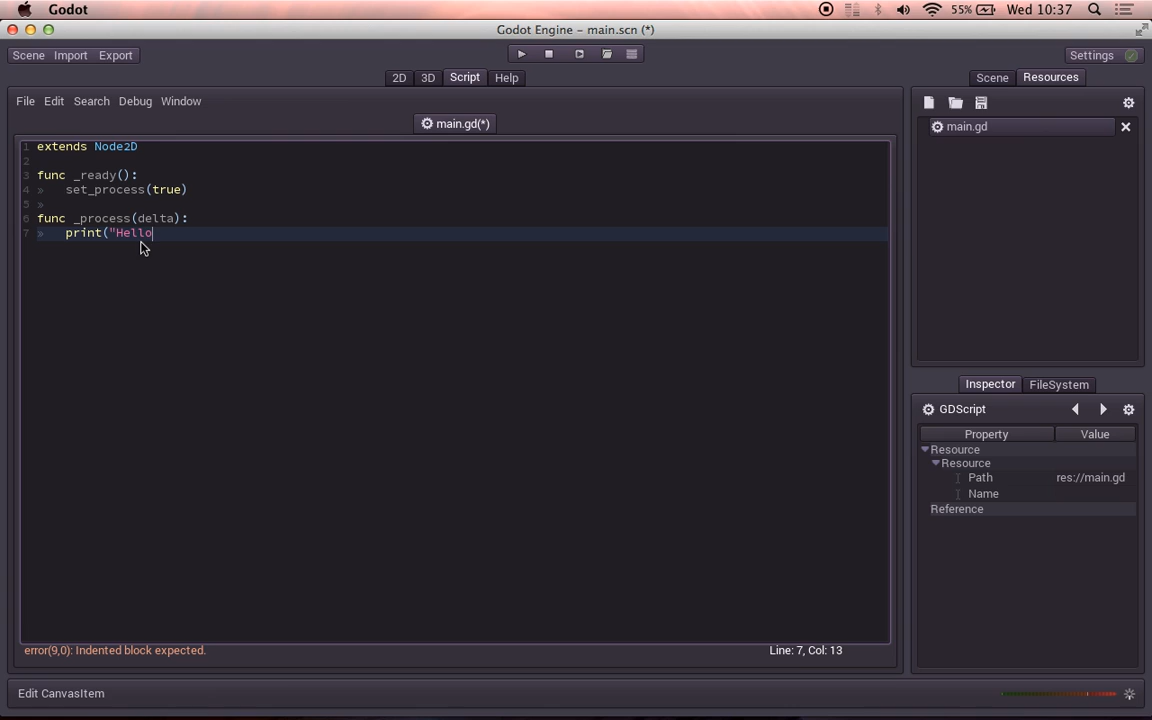 Godot
55%
Wed 10:37
Godot Engine - main.scn (*)
Scene Import Export
Settings
2D 3D Script Help
Scene Resources
File Edit Search Debug Window
main.gd(*)
main.gd
1 extends Node2D
2
3 func _ready():
4 » set_process(true)
5 »
6 func _process(delta):
7 » print("Hello
Inspector FileSystem
GDScript
Property Value
Resource
Resource
Path res://main.gd
Name
Reference
error(9,0): Indented block expected.
Line: 7, Col: 13
Edit CanvasItem